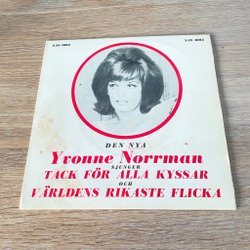 DEN NYA
Yvonne Norrman
SJUNGER
TACK FÖR ALLA KYSSAR
OCH
VÄRLDENS RIKASTE FLICKA